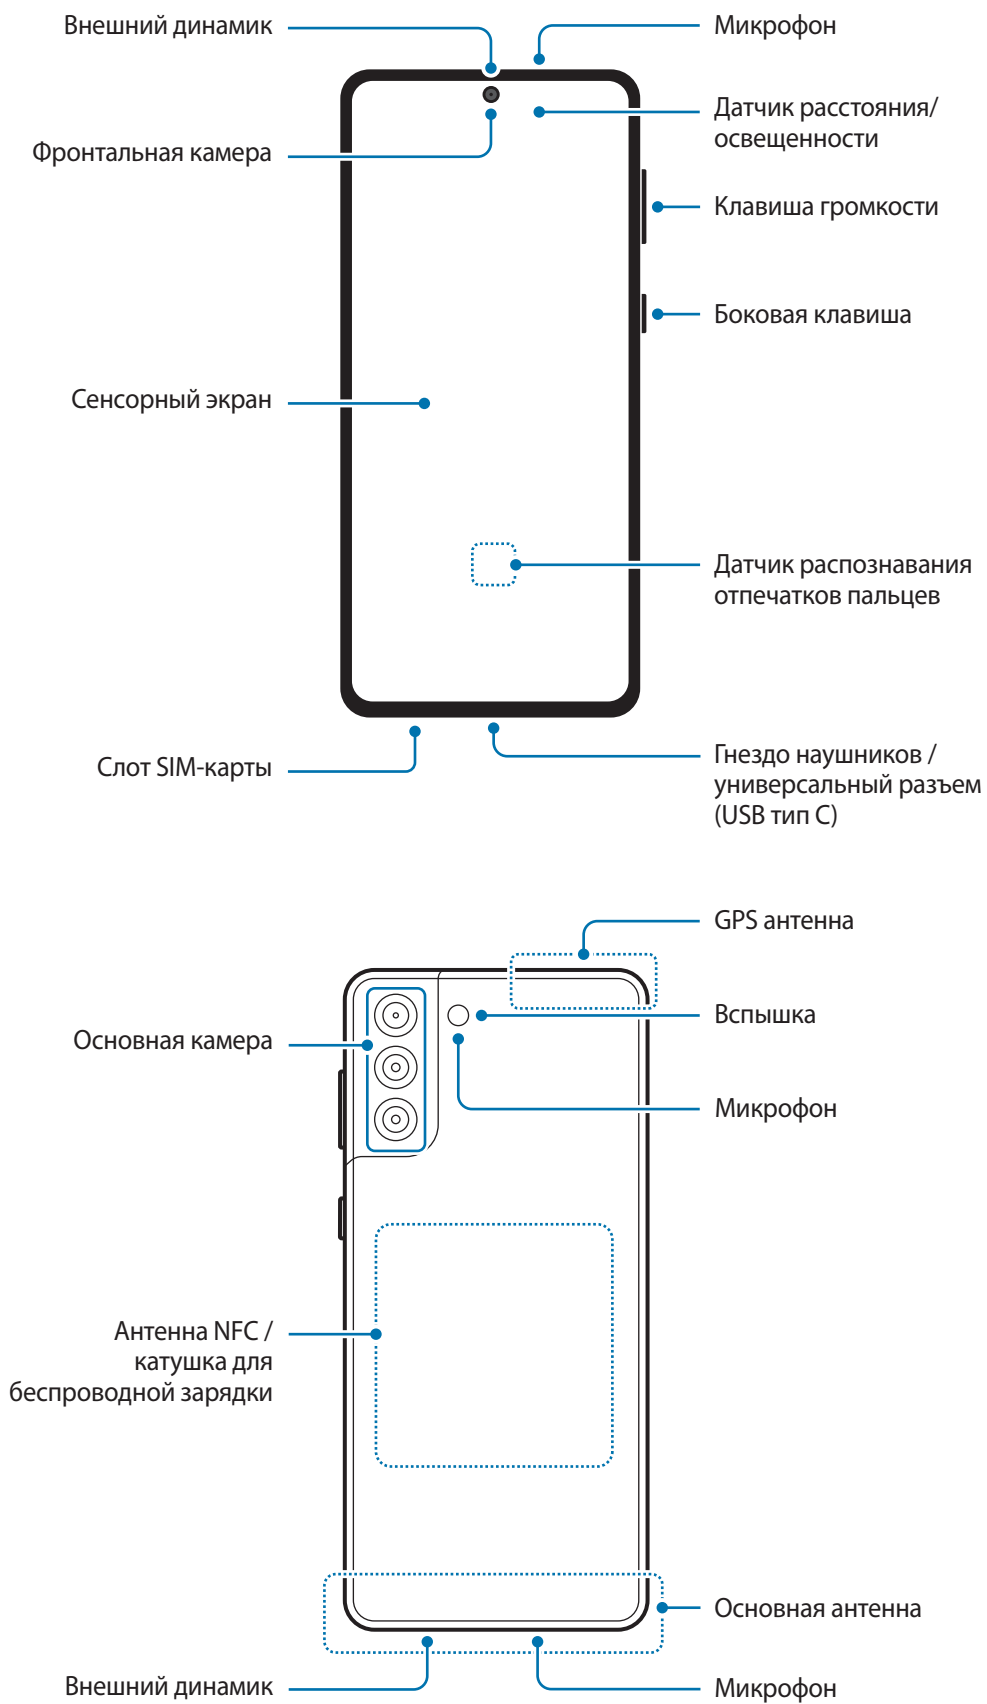 Внешний динамик
Микрофон
Датчик расстояния/
освещенности
Фронтальная камера
Клавиша громкости
Боковая клавиша
Сенсорный экран
Датчик распознавания
отпечатков пальцев
Слот SIM-карты
Гнездо наушников /
универсальный разъем
(USB тип C)
GPS антенна
Вспышка
Основная камера
Микрофон
Антенна NFC /
катушка для
беспроводной зарядки
Основная антенна
Внешний динамик
Микрофон